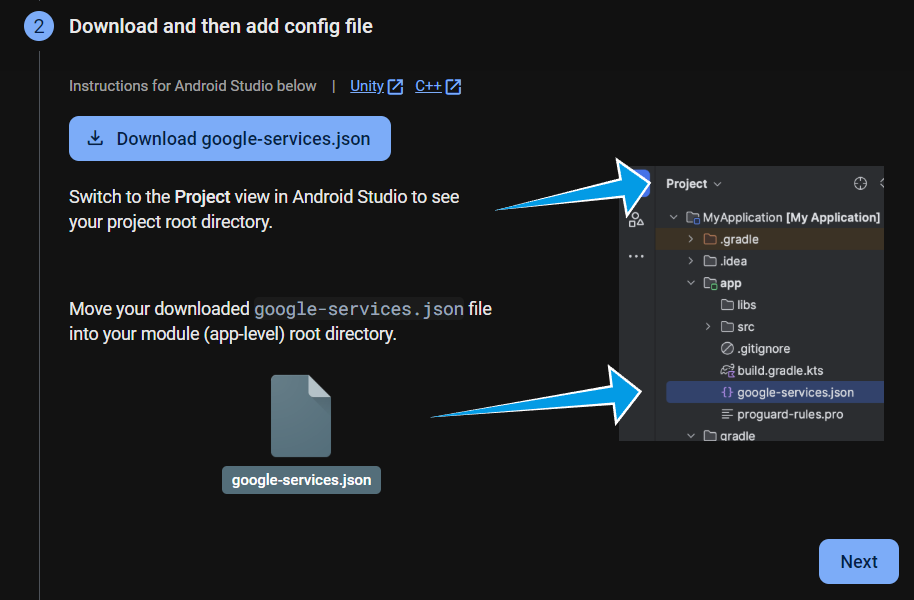 2 Download and then add config file
Instructions for Android Studio below | Unity C++
Download google-services.json
Switch to the Project view in Android Studio to see
your project root directory.
Move your downloaded google-services.json file
into your module (app-level) root directory.
google-services.json
Project
MyApplication [My Application]
.gradle
.idea
app
libs
src
.gitignore
build.gradle.kts
{} google-services.json
proguard-rules.pro
gradle
Next